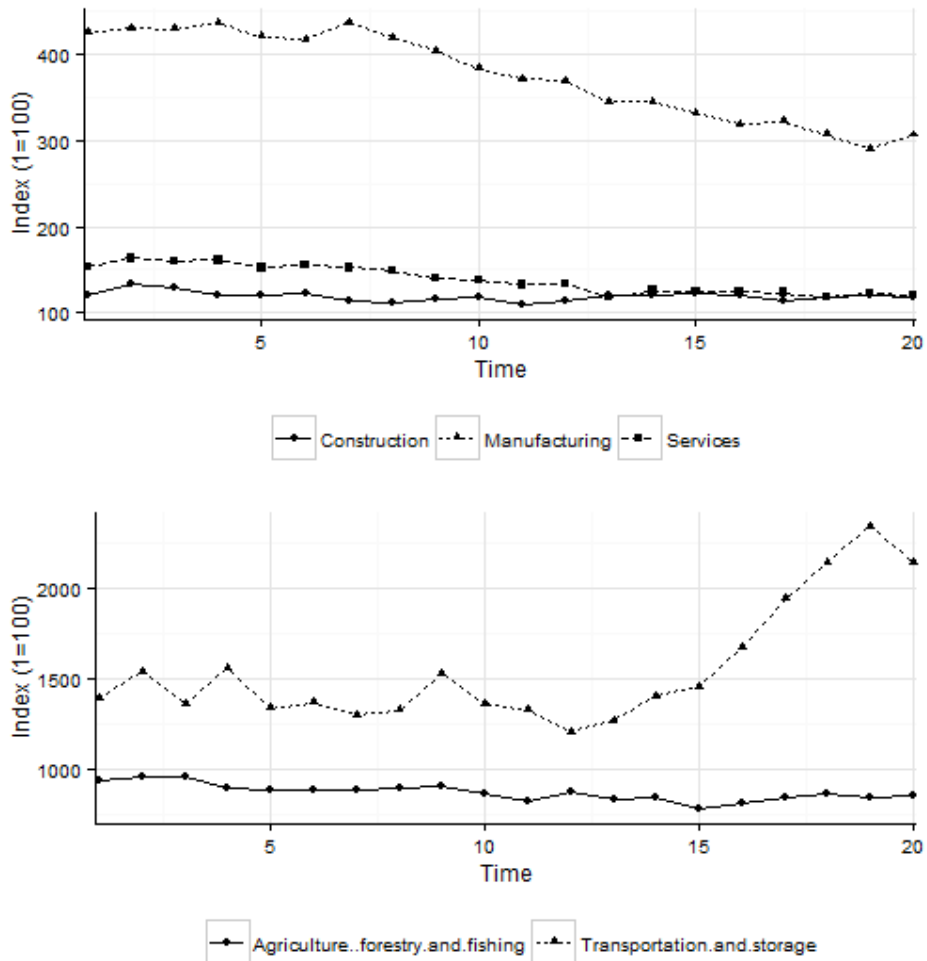 Index (1=100)
400
300
200
100
5 10 15 20
Time
Construction Manufacturing Services
Index (1=100)
2000
1500
1000
5 10 15 20
Time
Agriculture..forestry.and.fishing Transportation.and.storage